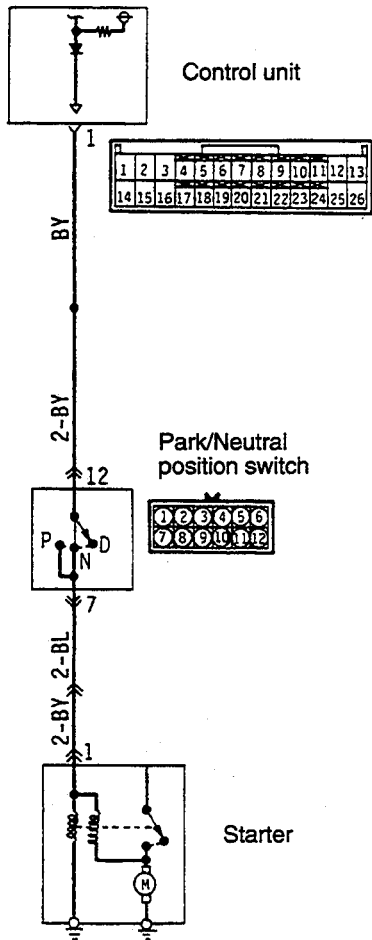 Control unit
1
1 2 3 4 5 6 7 8 9 10 11 12 13
14 15 16 17 18 19 20 21 22 23 24 25 26
BY
2-BY
12
Park/Neutral
position switch
1 2 3 4 5 6
7 8 9 10 11 12
P
N
D
7
2-BL
2-BY
1
Starter
M